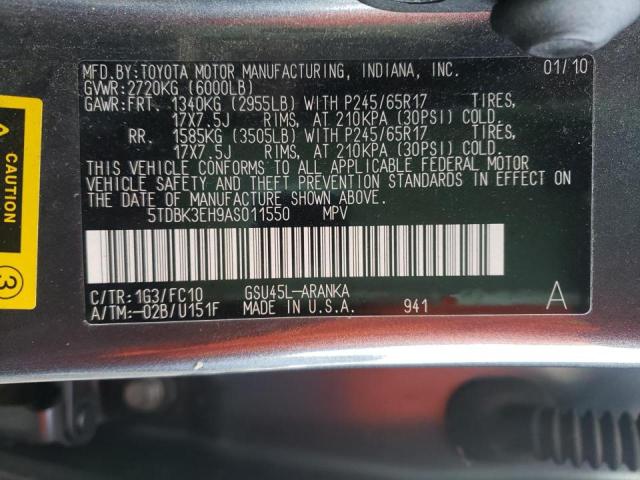 MFD.BY:TOYOTA MOTOR MANUFACTURING, INDIANA, INC. 01/10
GVWR:2720KG (6000LB)
GAWR:FRT. 1340KG (2955LB) WITH P245/65R17 TIRES,
17X7.5J RIMS, AT 210KPA (30PSI) COLD.
RR. 1585KG (3505LB) WITH P245/65R17 TIRES,
17X7.5J RIMS, AT 210KPA (30PSI) COLD.
THIS VEHICLE CONFORMS TO ALL APPLICABLE FEDERAL MOTOR
VEHICLE SAFETY AND THEFT PREVENTION STANDARDS IN EFFECT ON
THE DATE OF MANUFACTURE SHOWN ABOVE.
5TDBK3EH9AS011550 MPV
C/TR:1G3/FC10 GSU45L-ARANKA
A/TM:-02B/U151F MADE IN U.S.A. 941 A
CAUTION
3